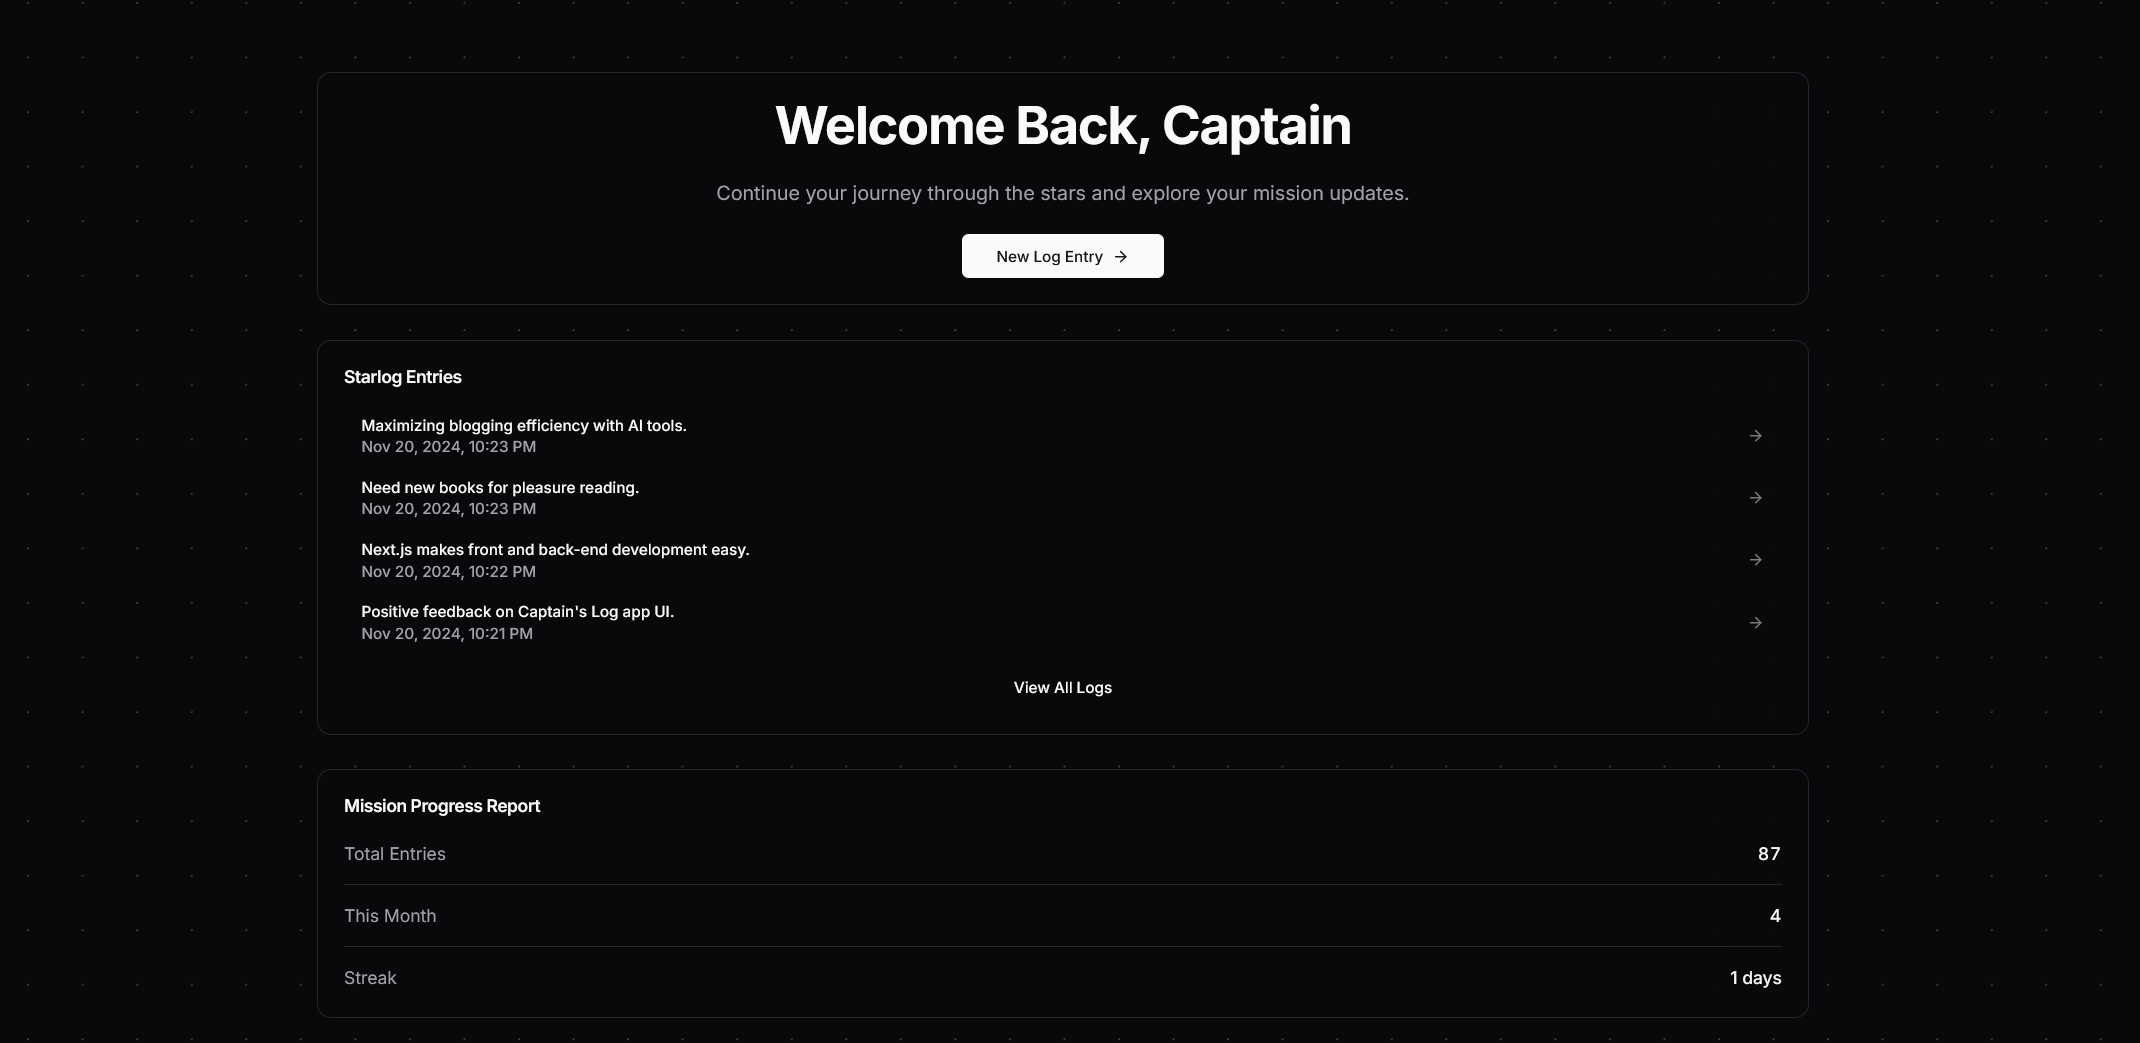 Welcome Back, Captain
Continue your journey through the stars and explore your mission updates.
New Log Entry →
Starlog Entries
Maximizing blogging efficiency with AI tools.
Nov 20, 2024, 10:23 PM
Need new books for pleasure reading.
Nov 20, 2024, 10:23 PM
Next.js makes front and back-end development easy.
Nov 20, 2024, 10:22 PM
Positive feedback on Captain's Log app UI.
Nov 20, 2024, 10:21 PM
View All Logs
Mission Progress Report
Total Entries 87
This Month 4
Streak 1 days